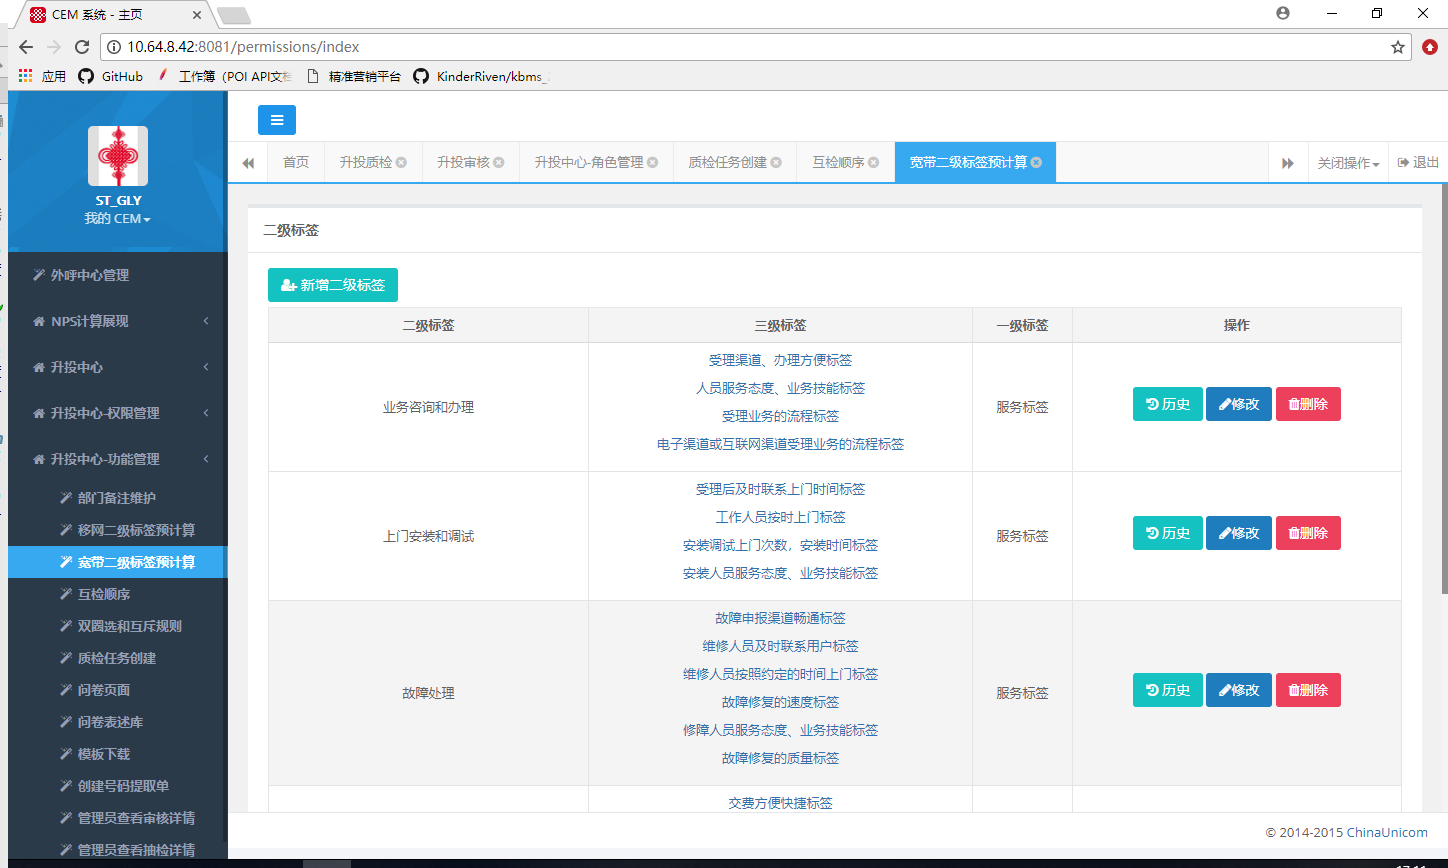 CEM 系统 - 主页
10.64.8.42:8081/permissions/index
应用
GitHub
工作簿（POI API文档
精准营销平台
KinderRiven/kbms_
ST_GLY
我的 CEM
外呼中心管理
NPS计算展现
升投中心
升投中心-权限管理
升投中心-功能管理
部门备注维护
移网二级标签预计算
宽带二级标签预计算
互检顺序
双圈选和互斥规则
质检任务创建
问卷页面
问卷表述库
模板下载
创建号码提取单
管理员查看审核详情
管理员查看抽检详情
首页
升投质检
升投审核
升投中心-角色管理
质检任务创建
互检顺序
宽带二级标签预计算
关闭操作
退出
二级标签
新增二级标签
二级标签 三级标签 一级标签 操作
受理渠道、办理方便标签
人员服务态度、业务技能标签
业务咨询和办理 服务标签 历史 修改 删除
受理业务的流程标签
电子渠道或互联网渠道受理业务的流程标签
受理后及时联系上门时间标签
工作人员按时上门标签
上门安装和调试 服务标签 历史 修改 删除
安装调试上门次数，安装时间标签
安装人员服务态度、业务技能标签
故障申报渠道畅通标签
维修人员及时联系用户标签
维修人员按照约定的时间上门标签
故障处理 服务标签 历史 修改 删除
故障修复的速度标签
修障人员服务态度、业务技能标签
故障修复的质量标签
交费方便快捷标签
© 2014-2015 ChinaUnicom